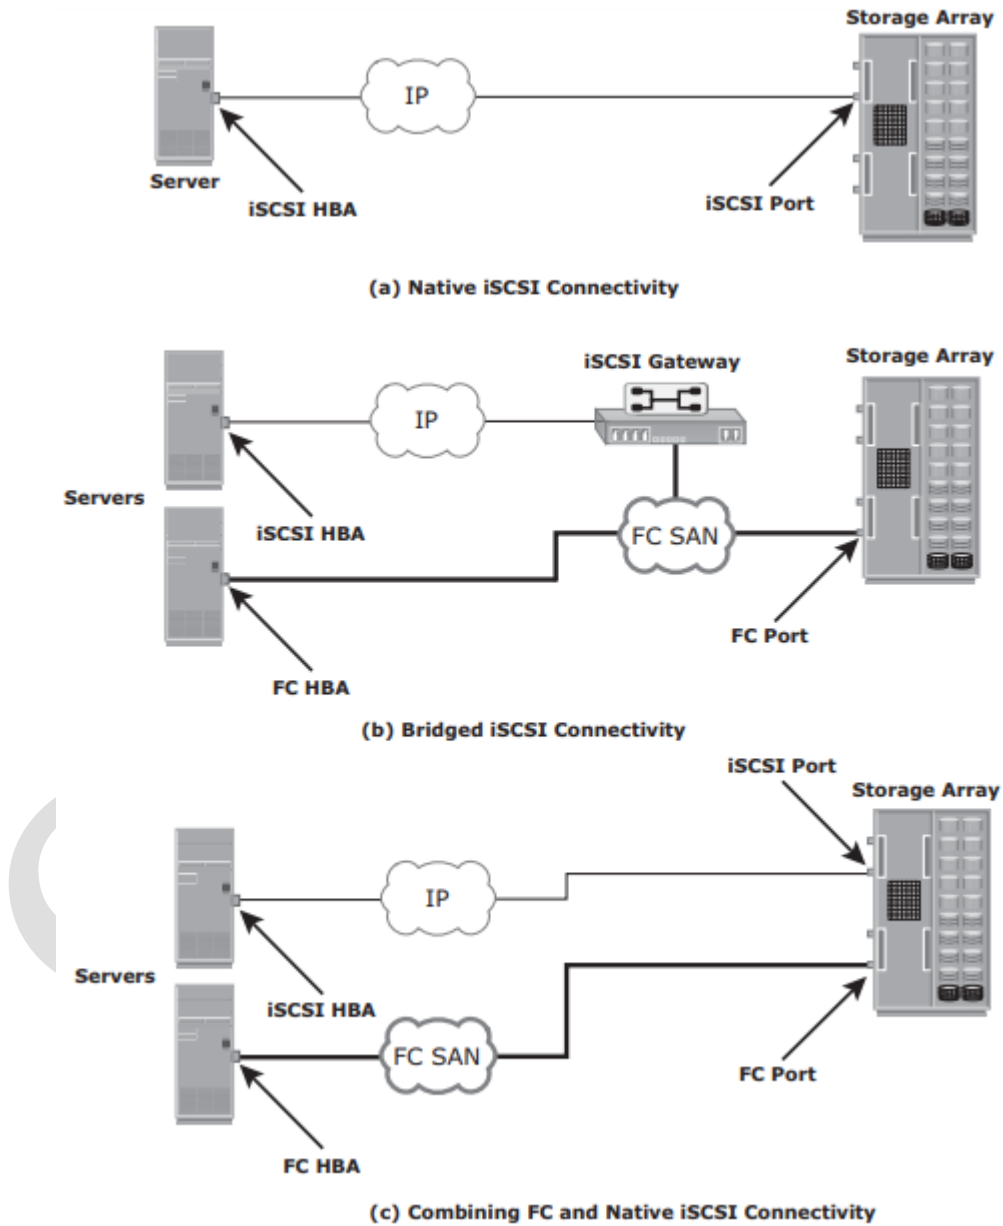 Storage Array
IP
Server
iSCSI HBA
iSCSI Port
(a) Native iSCSI Connectivity
iSCSI Gateway
Storage Array
IP
Servers
iSCSI HBA
FC SAN
FC Port
FC HBA
(b) Bridged iSCSI Connectivity
iSCSI Port
Storage Array
IP
Servers
iSCSI HBA
FC SAN
FC Port
FC HBA
(c) Combining FC and Native iSCSI Connectivity